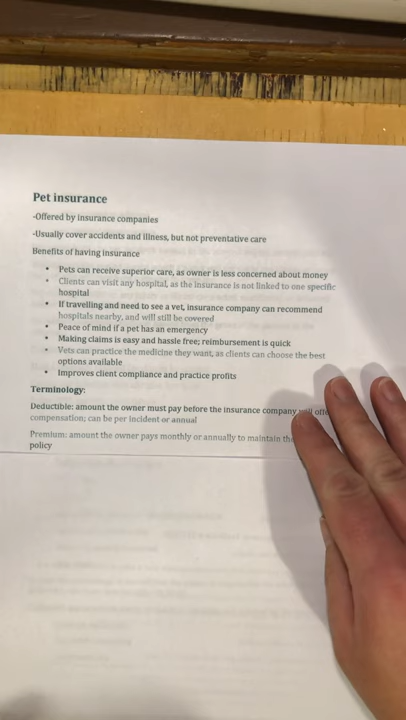 Pet insurance
-Offered by insurance companies
-Usually cover accidents and illness, but not preventative care
Benefits of having insurance
• Pets can receive superior care, as owner is less concerned about money
• Clients can visit any hospital, as the insurance is not linked to one specific
hospital
• If travelling and need to see a vet, insurance company can recommend
hospitals nearby, and will still be covered
• Peace of mind if a pet has an emergency
• Making claims is easy and hassle free; reimbursement is quick
• Vets can practice the medicine they want, as clients can choose the best
options available
• Improves client compliance and practice profits
Terminology:
Deductible: amount the owner must pay before the insurance company will
compensation; can be per incident or annual
Premium: amount the owner pays monthly or annually to maintain
policy